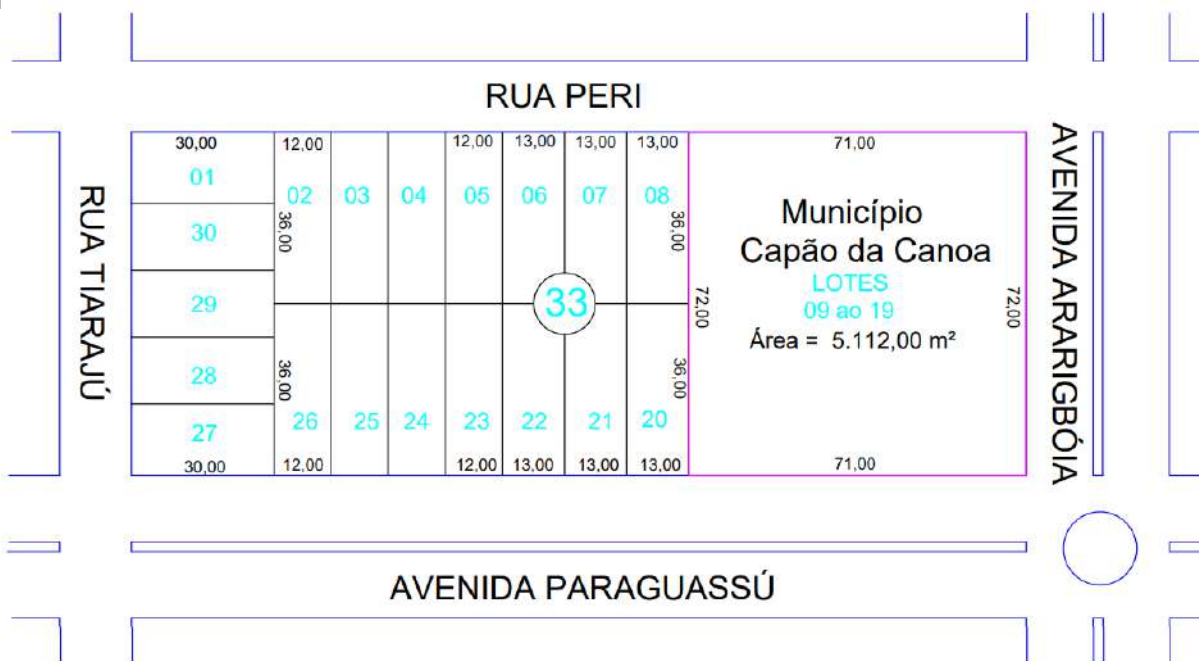 RUA PERI
30,00 12,00 12,00 13,00 13,00 13,00 71,00
01
02 03 04 05 06 07 08
30
36,00 36,00
Município
Capão da Canoa
LOTES
09 ao 19
Área = 5.112,00 m²
29
33
72,00 72,00
28
36,00 36,00
27
26 25 24 23 22 21 20
30,00 12,00 12,00 13,00 13,00 13,00 71,00
RUA TIARAJÚ
AVENIDA ARARIGBÓIA
AVENIDA PARAGUASSÚ